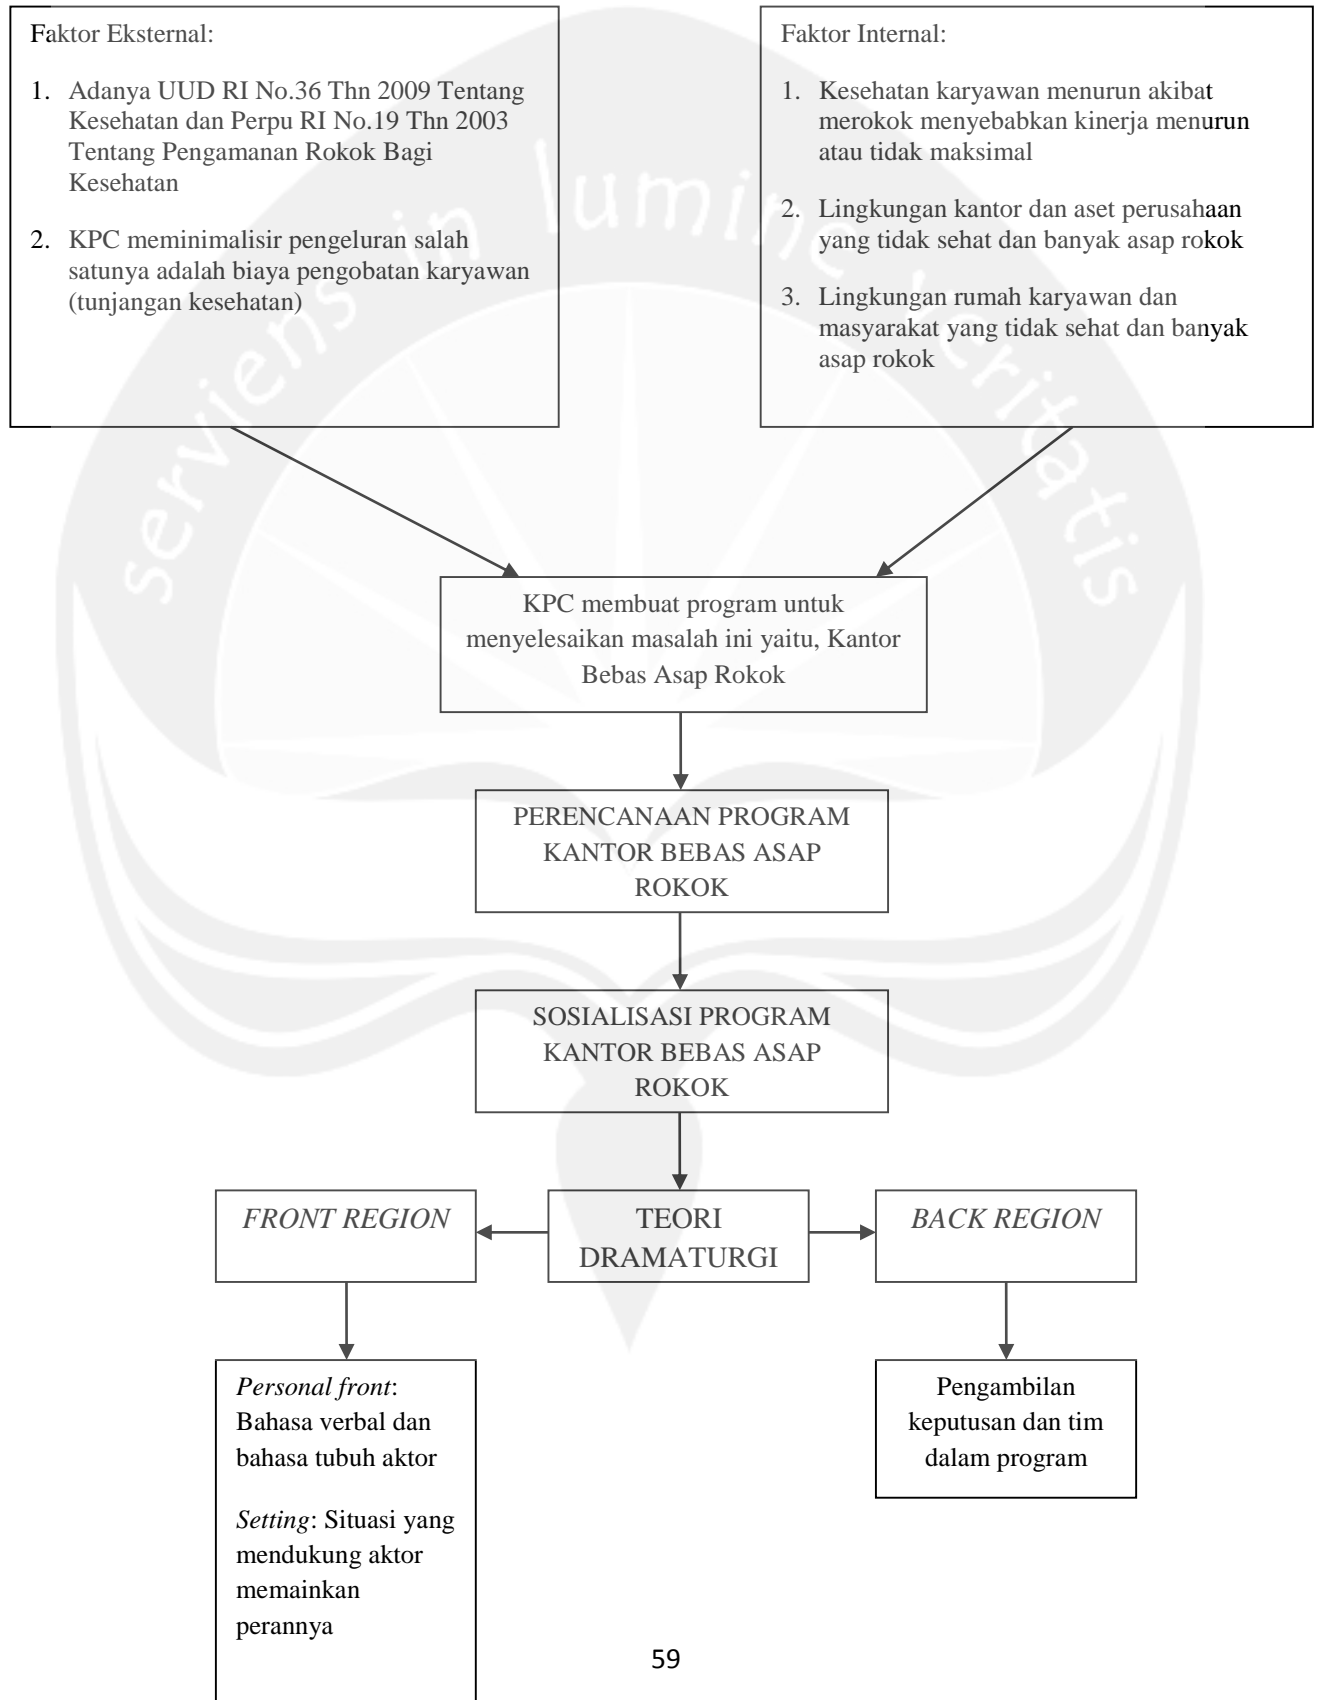 Faktor Eksternal:
1. Adanya UUD RI No.36 Thn 2009 Tentang
Kesehatan dan Perpu RI No.19 Thn 2003
Tentang Pengamanan Rokok Bagi
Kesehatan
2. KPC meminimalisir pengeluran salah
satunya adalah biaya pengobatan karyawan
(tunjangan kesehatan)
Faktor Internal:
1. Kesehatan karyawan menurun akibat
merokok menyebabkan kinerja menurun
atau tidak maksimal
2. Lingkungan kantor dan aset perusahaan
yang tidak sehat dan banyak asap rokok
3. Lingkungan rumah karyawan dan
masyarakat yang tidak sehat dan banyak
asap rokok
serviens in lumine veritatis
KPC membuat program untuk
menyelesaikan masalah ini yaitu, Kantor
Bebas Asap Rokok
PERENCANAAN PROGRAM
KANTOR BEBAS ASAP
ROKOK
SOSIALISASI PROGRAM
KANTOR BEBAS ASAP
ROKOK
FRONT REGION
TEORI
DRAMATURGI
BACK REGION
Personal front:
Bahasa verbal dan
bahasa tubuh aktor
Setting: Situasi yang
mendukung aktor
memainkan
perannya
Pengambilan
keputusan dan tim
dalam program
59